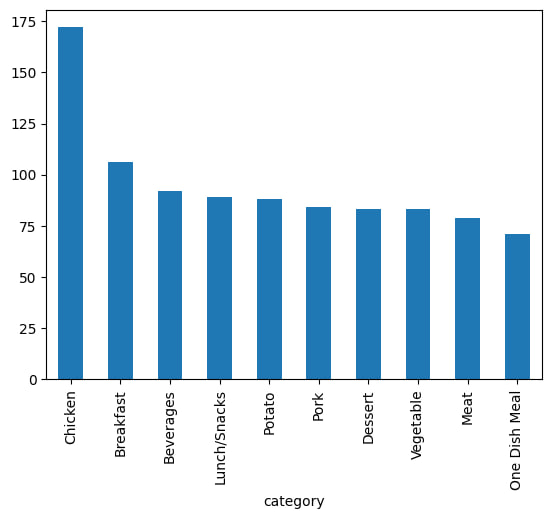 175
150
125
100
75
50
25
0
Chicken
Breakfast
Beverages
Lunch/Snacks
Potato
Pork
Dessert
Vegetable
Meat
One Dish Meal
category